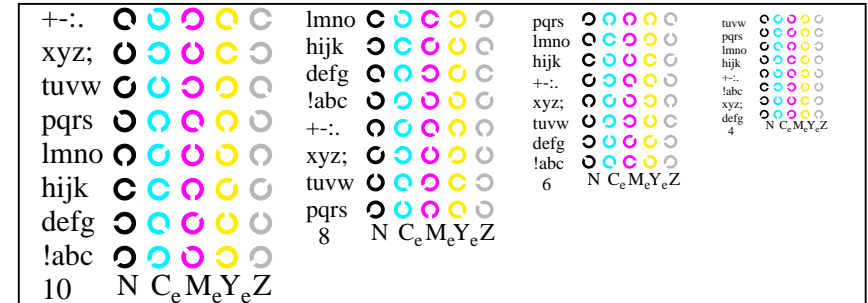 +-:.
xyz;
tuvw
pqrs
lmno
hijk
defg
!abc
10 N CeMeYeZ
lmno
hijk
defg
!abc
+-:.
xyz;
tuvw
pqrs
8 N CeMeYeZ
pqrs
lmno
hijk
+-:.
xyz;
tuvw
defg
!abc
6 N CeMeYeZ
tuvw
pqrs
lmno
hijk
+-:.
!abc
xyz;
defg
4 N CeMeYeZ